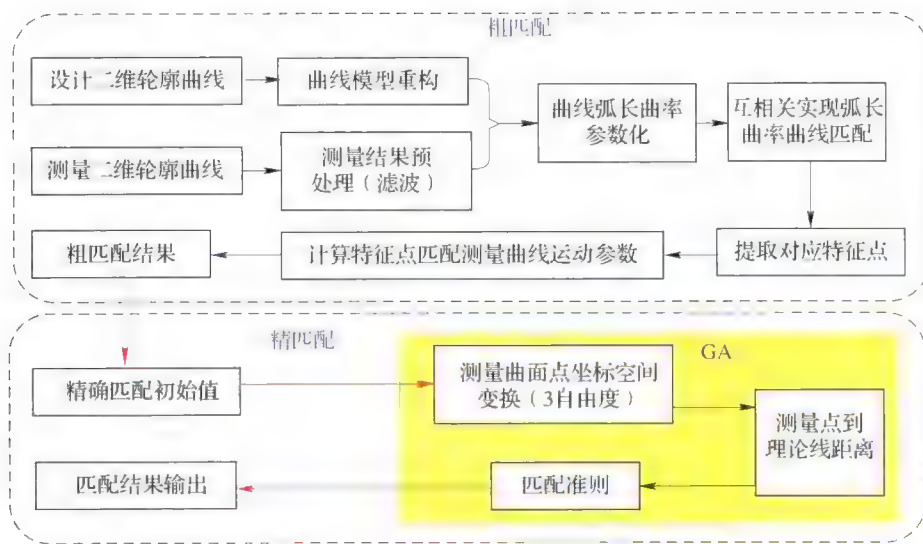 粗匹配
设计二维轮廓曲线
曲线模型重构
曲线弧长曲率
参数化
互相关实现弧长
曲率曲线匹配
测量二维轮廓曲线
测量结果预
处理（滤波）
粗匹配结果
计算特征点匹配测量曲线运动参数
提取对应特征点
精匹配
GA
精确匹配初始值
测量曲面点坐标空间
变换（3自由度）
测量点到
理论线距离
匹配结果输出
匹配准则